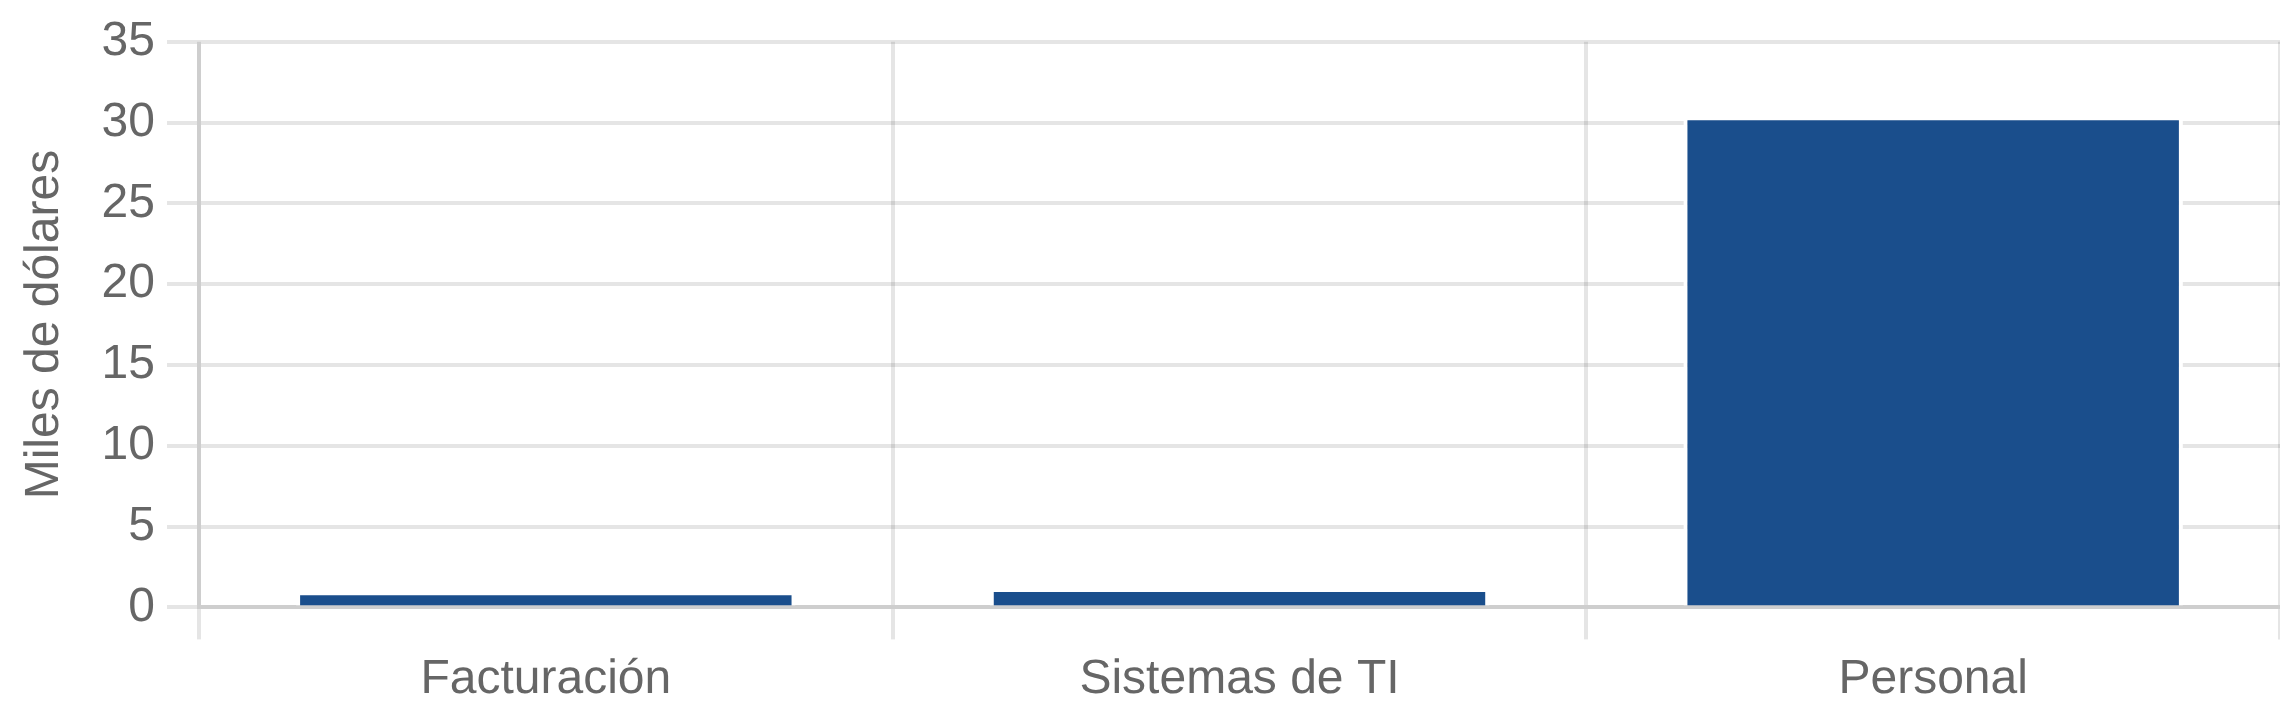 Miles de dólares
35
30
25
20
15
10
5
0
Facturación
Sistemas de TI
Personal